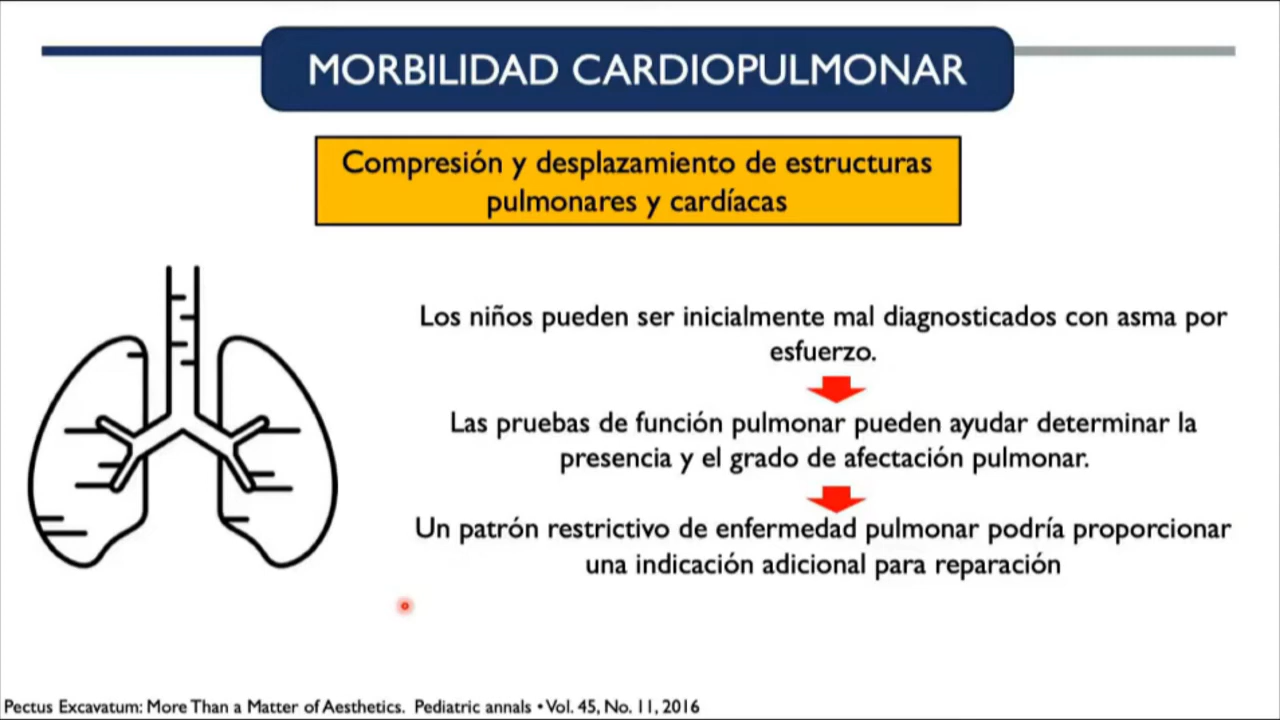 MORBILIDAD CARDIOPULMONAR
Compresión y desplazamiento de estructuras
pulmonares y cardíacas
Los niños pueden ser inicialmente mal diagnosticados con asma por
esfuerzo.
Las pruebas de función pulmonar pueden ayudar determinar la
presencia y el grado de afectación pulmonar.
Un patrón restrictivo de enfermedad pulmonar podría proporcionar
una indicación adicional para reparación
Pectus Excavatum: More Than a Matter of Aesthetics. Pediatric annals • Vol. 45, No. 11, 2016